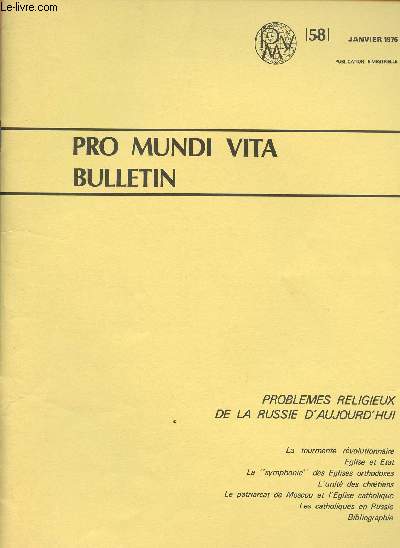 Le-livre.com
|58| JANVIER 1976
PUBLICATION BIMESTRIELLE
PRO MUNDI VITA
BULLETIN
PROBLEMES RELIGIEUX
DE LA RUSSIE D'AUJOURD'HUI
La tourmente révolutionnaire
Eglise et Etat
La "symphonie" des Eglises orthodoxes
L'unité des chrétiens
Le patriarcat de Moscou et l'Eglise catholique
Les catholiques en Russie
Bibliographie